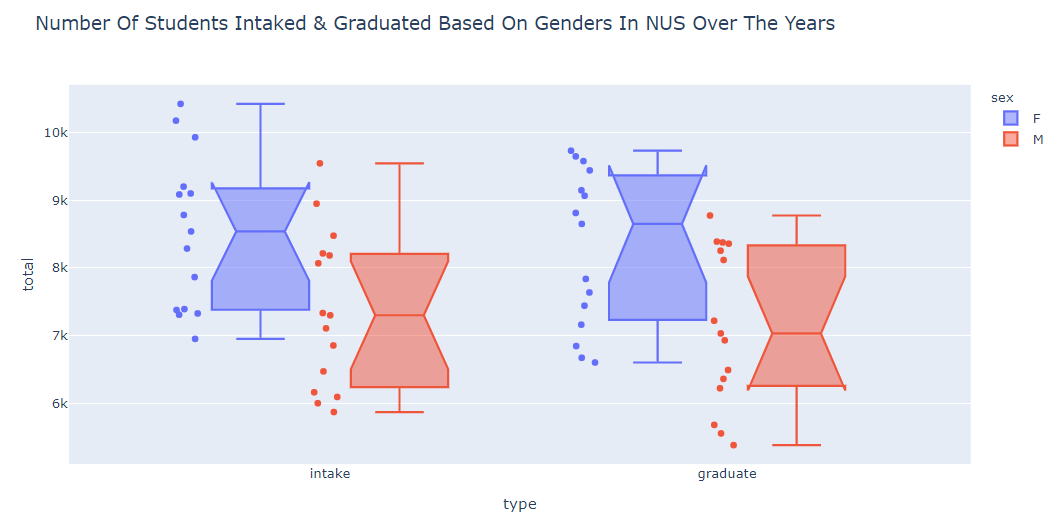 Number Of Students Intaked & Graduated Based On Genders In NUS Over The Years
sex
F
M
10k
9k
8k
7k
6k
total
intake
graduate
type